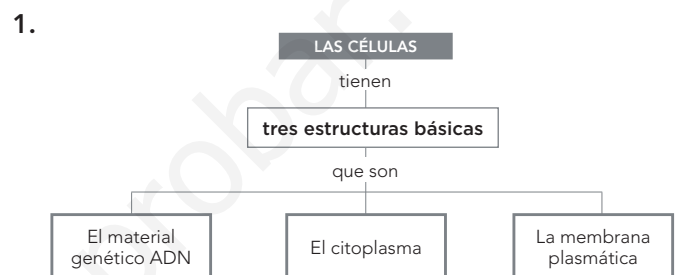 1.
LAS CÉLULAS
tienen
tres estructuras básicas
que son
El material
genético ADN
El citoplasma
La membrana
plasmática